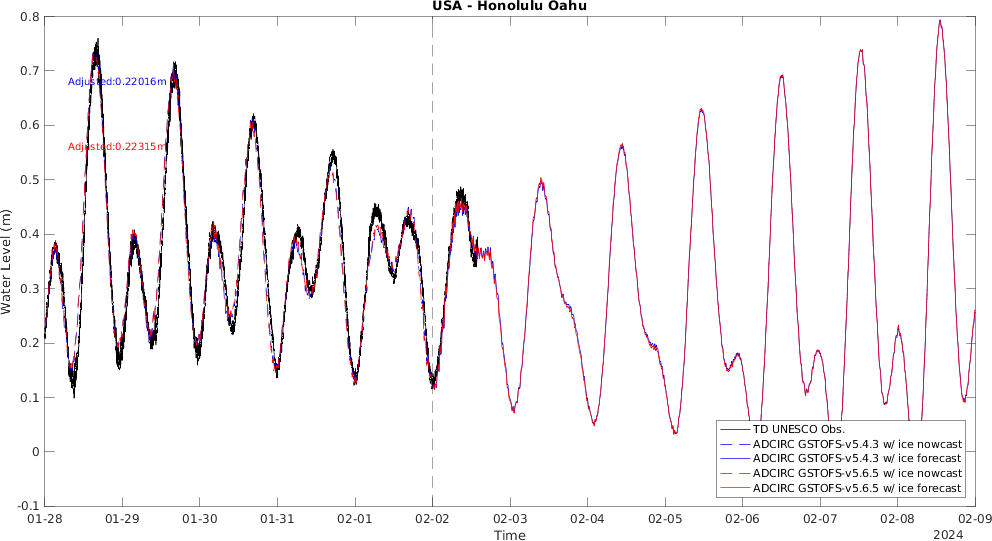 USA - Honolulu Oahu
0.8
0.7
0.6
0.5
0.4
0.3
0.2
0.1
0
-0.1
Water Level (m)
Adjusted:0.22016m
Adjusted:0.22315m
TD UNESCO Obs.
ADCIRC GSTOFS-v5.4.3 w/ ice nowcast
ADCIRC GSTOFS-v5.4.3 w/ ice forecast
ADCIRC GSTOFS-v5.6.5 w/ ice nowcast
ADCIRC GSTOFS-v5.6.5 w/ ice forecast
01-28 01-29 01-30 01-31 02-01 02-02 02-03 02-04 02-05 02-06 02-07 02-08 02-09
Time
2024